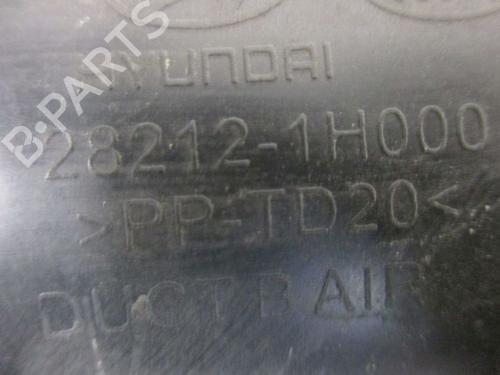 HYUNDAI
28212-1H000
>PP-TD20<
DUCT B AIR
B-PARTS